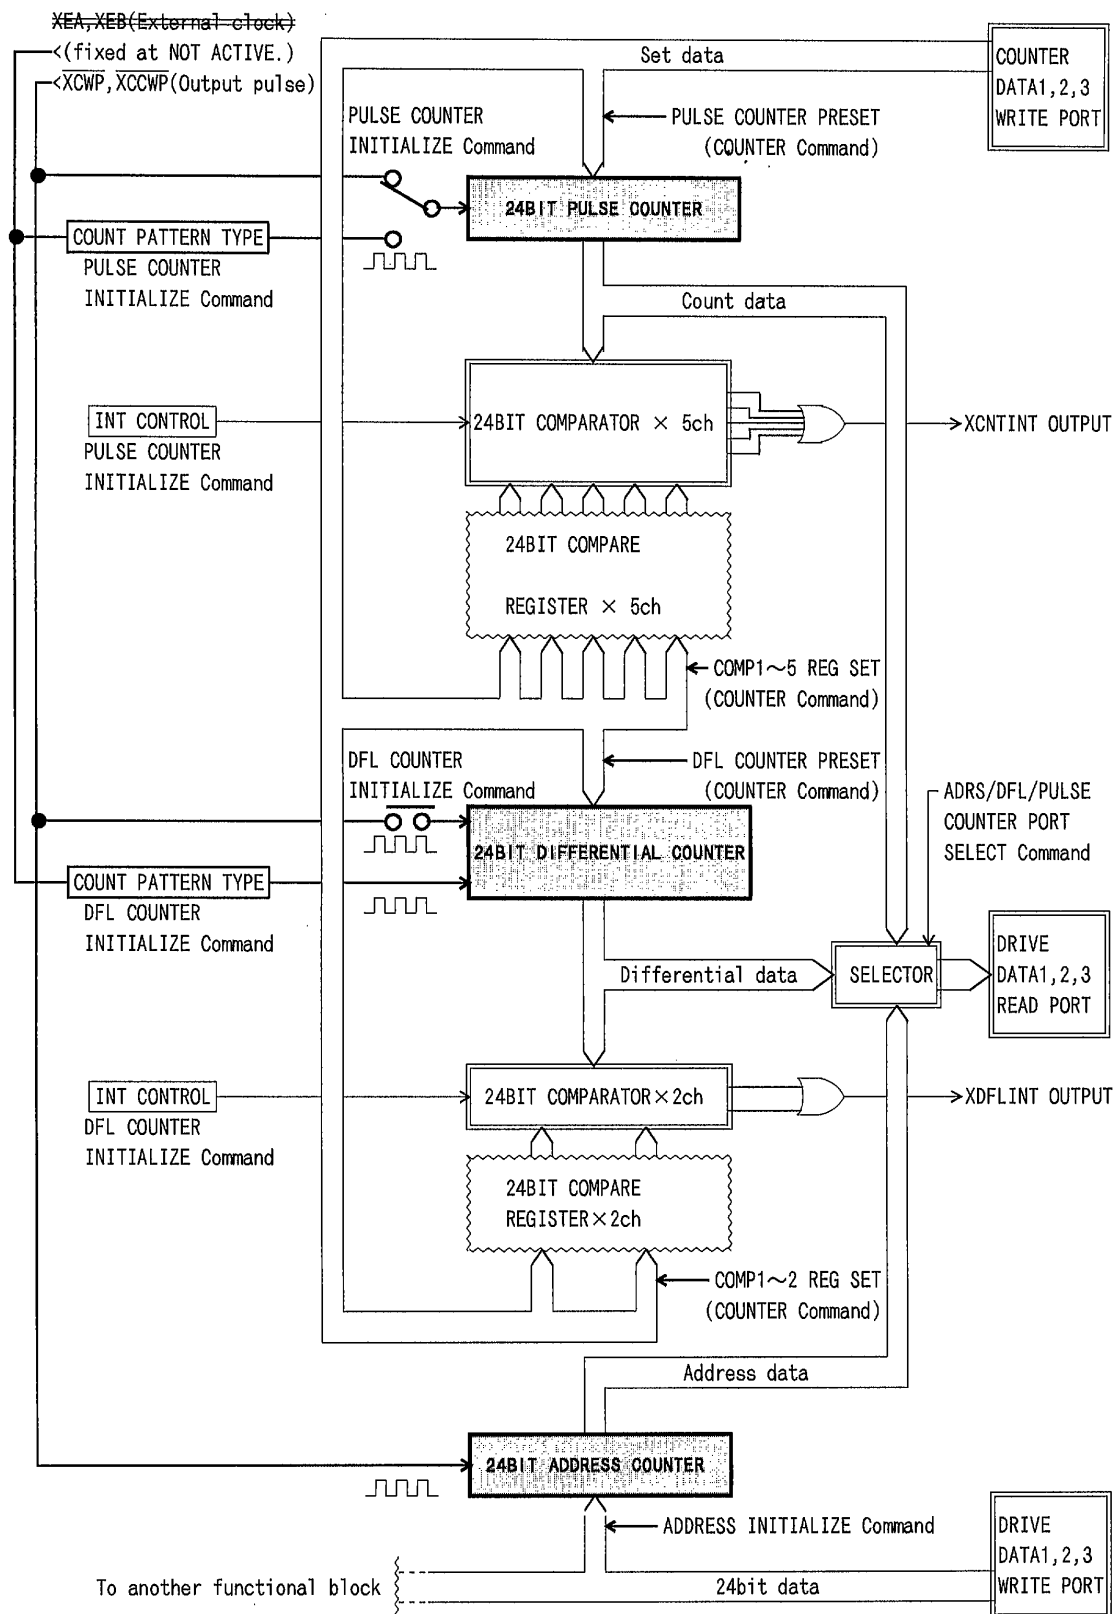 XEA,XEB(External clock)
<(fixed at NOT ACTIVE.)
<XCWP,XCCWP(Output pulse)
Set data
COUNTER
DATA1,2,3
WRITE PORT
PULSE COUNTER
INITIALIZE Command
PULSE COUNTER PRESET
(COUNTER Command)
24BIT PULSE COUNTER
COUNT PATTERN TYPE
PULSE COUNTER
INITIALIZE Command
Count data
INT CONTROL
PULSE COUNTER
INITIALIZE Command
24BIT COMPARATOR × 5ch
XCNTINT OUTPUT
24BIT COMPARE
REGISTER × 5ch
COMP1~5 REG SET
(COUNTER Command)
DFL COUNTER
INITIALIZE Command
DFL COUNTER PRESET
(COUNTER Command)
ADRS/DFL/PULSE
COUNTER PORT
SELECT Command
24BIT DIFFERENTIAL COUNTER
COUNT PATTERN TYPE
DFL COUNTER
INITIALIZE Command
Differential data
SELECTOR
DRIVE
DATA1,2,3
READ PORT
INT CONTROL
DFL COUNTER
INITIALIZE Command
24BIT COMPARATOR×2ch
XDFLINT OUTPUT
24BIT COMPARE
REGISTER×2ch
COMP1~2 REG SET
(COUNTER Command)
Address data
24BIT ADDRESS COUNTER
ADDRESS INITIALIZE Command
DRIVE
DATA1,2,3
WRITE PORT
To another functional block
24bit data